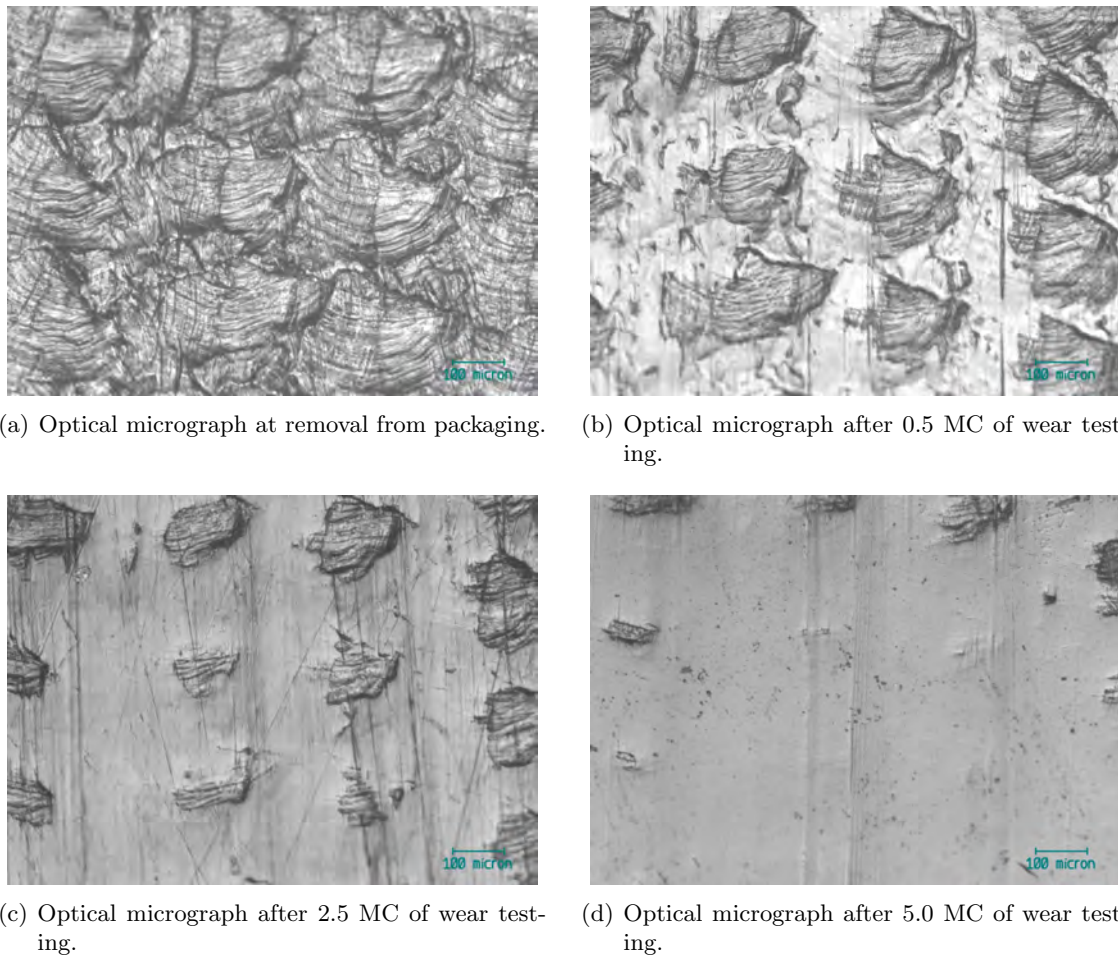 100 micron
100 micron
(a) Optical micrograph at removal from packaging.
(b) Optical micrograph after 0.5 MC of wear test
ing.
100 micron
100 micron
(c) Optical micrograph after 2.5 MC of wear test-
ing.
(d) Optical micrograph after 5.0 MC of wear test
ing.